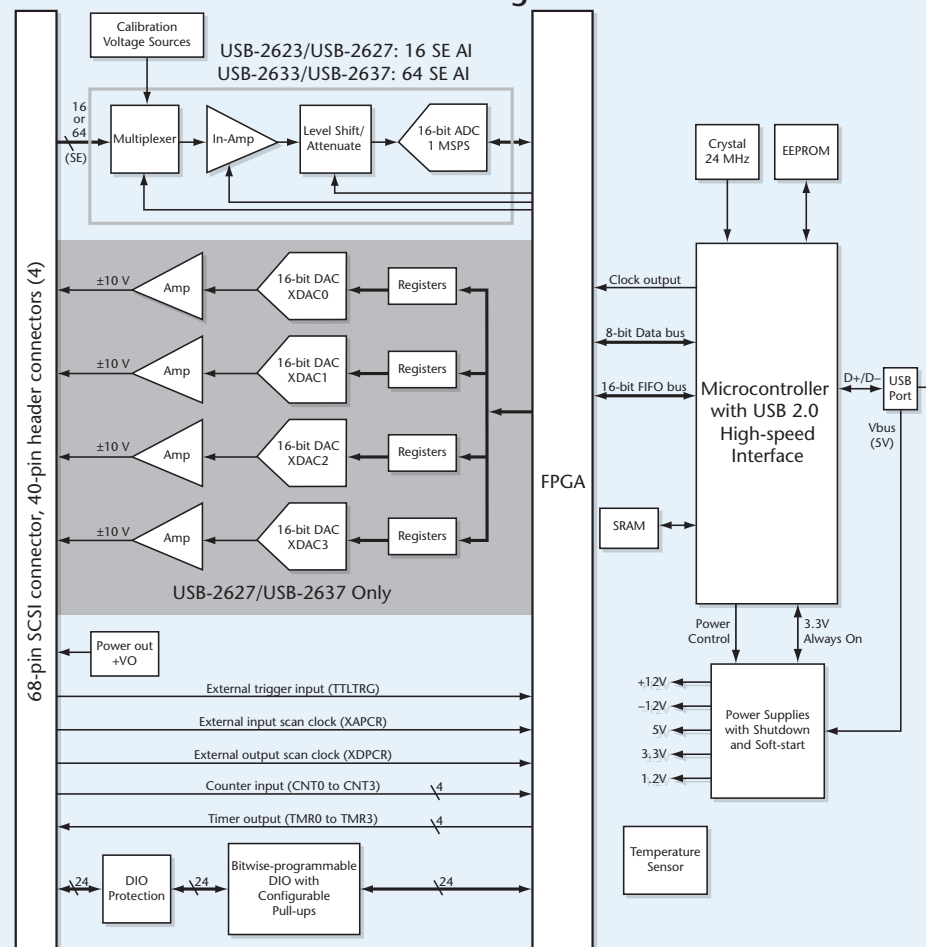 Calibration
Voltage Sources
USB-2623/USB-2627: 16 SE AI
USB-2633/USB-2637: 64 SE AI
16
or
64
(SE)
Multiplexer
In-Amp
Level Shift/
Attenuate
16-bit ADC
1 MSPS
Crystal
24 MHz
EEPROM
68-pin SCSI connector, 40-pin header connectors (4)
±10 V
Amp
16-bit DAC
XDAC0
Registers
±10 V
Amp
16-bit DAC
XDAC1
Registers
±10 V
Amp
16-bit DAC
XDAC2
Registers
±10 V
Amp
16-bit DAC
XDAC3
Registers
USB-2627/USB-2637 Only
FPGA
Clock output
8-bit Data bus
16-bit FIFO bus
Microcontroller
with USB 2.0
High-speed
Interface
D+/D–
USB
Port
Vbus
(5V)
SRAM
Power
Control
3.3V
Always On
Power out
+VO
External trigger input (TTLTRG)
External input scan clock (XAPCR)
External output scan clock (XDPCR)
Counter input (CNT0 to CNT3)
4
Timer output (TMR0 to TMR3)
4
+12V
–12V
5V
3.3V
1.2V
Power Supplies
with Shutdown
and Soft-start
24
DIO
Protection
24
Bitwise-programmable
DIO with
Configurable
Pull-ups
24
Temperature
Sensor